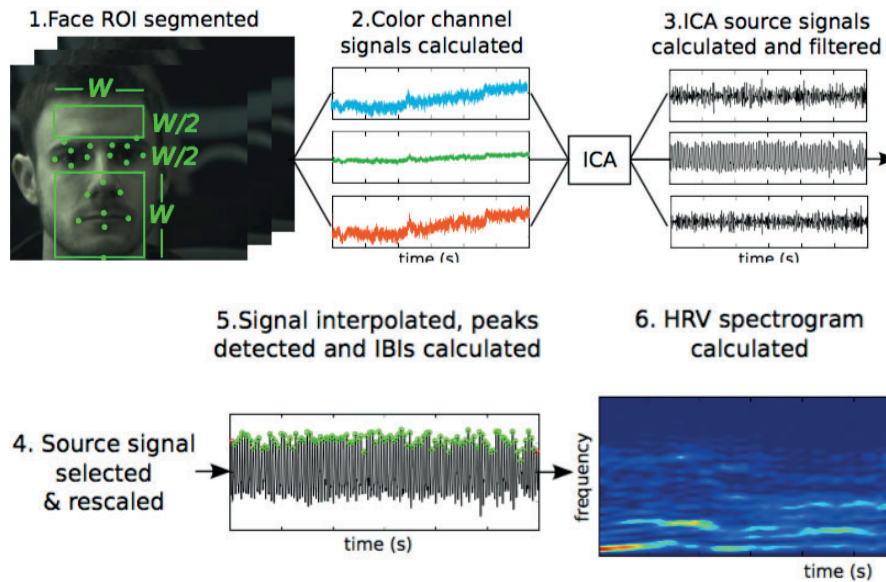 1.Face ROI segmented
W
W/2
W/2
W
2. Color channel
signals calculated
time (s)
ICA
3.ICA source signals
calculated and filtered
time (s)
4. Source signal
selected
& rescaled
5.Signal interpolated, peaks
detected and IBIs calculated
time (s)
6. HRV spectrogram
calculated
frequency
time (s)